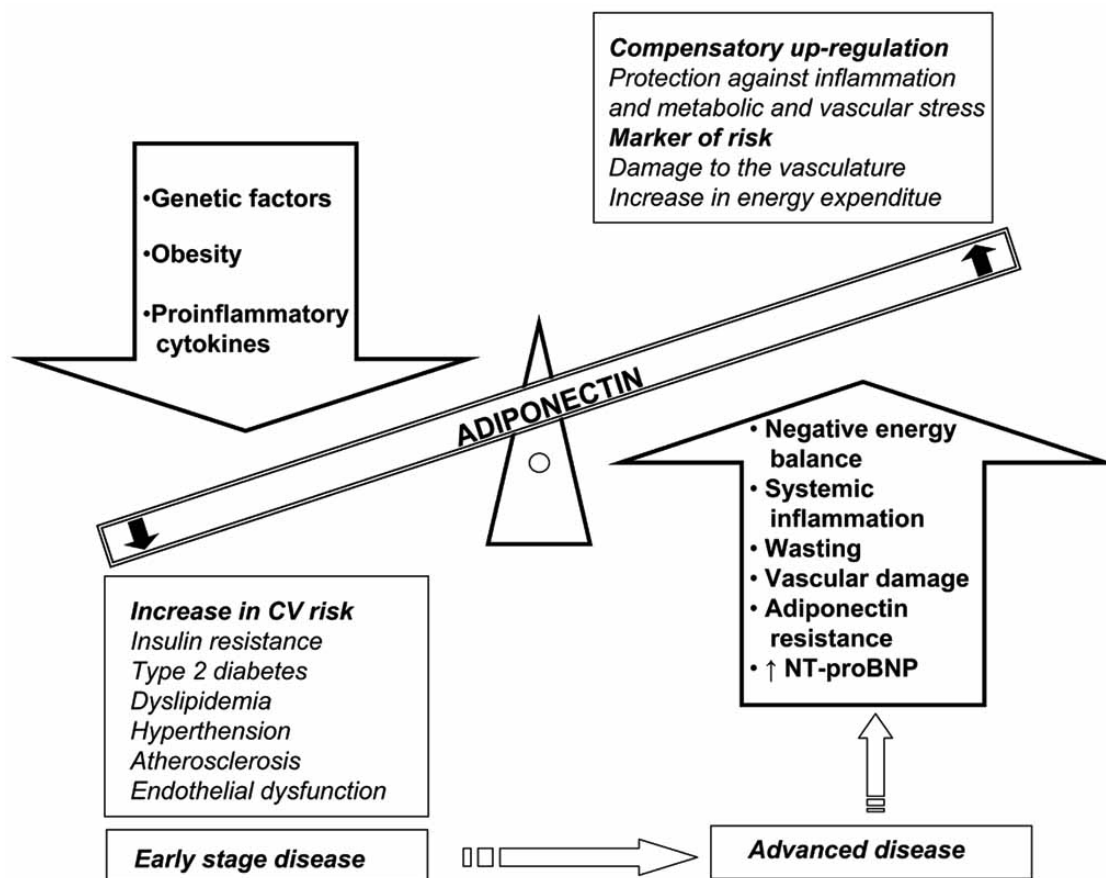 Compensatory up-regulation
Protection against inflammation
and metabolic and vascular stress
Marker of risk
Damage to the vasculature
Increase in energy expenditue
•Genetic factors
•Obesity
•Proinflammatory
cytokines
ADIPONECTIN
• Negative energy
balance
• Systemic
inflammation
• Wasting
• Vascular damage
• Adiponectin
resistance
• ↑ NT-proBNP
Increase in CV risk
Insulin resistance
Type 2 diabetes
Dyslipidemia
Hyperthension
Atherosclerosis
Endothelial dysfunction
Early stage disease
Advanced disease